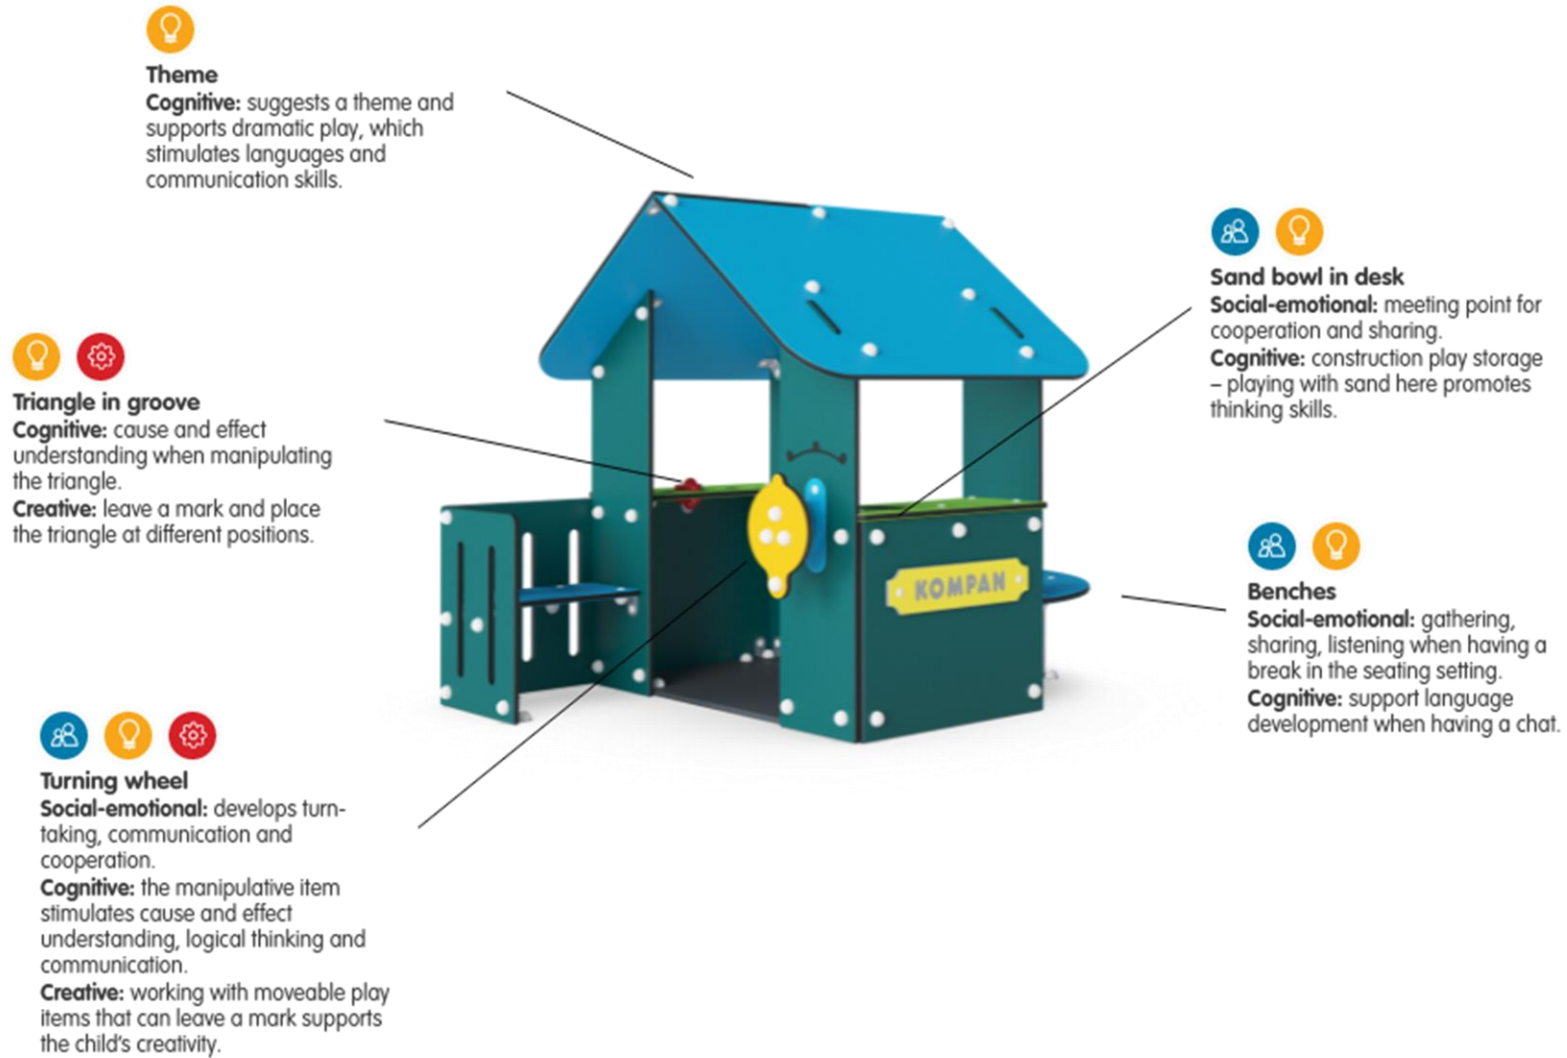 Theme
Cognitive: suggests a theme and
supports dramatic play, which
stimulates languages and
communication skills.
Sand bowl in desk
Social-emotional: meeting point for
cooperation and sharing.
Cognitive: construction play storage
– playing with sand here promotes
thinking skills.
Triangle in groove
Cognitive: cause and effect
understanding when manipulating
the triangle.
Creative: leave a mark and place
the triangle at different positions.
KOMPAN
Benches
Social-emotional: gathering,
sharing, listening when having a
break in the seating setting.
Cognitive: support language
development when having a chat.
Turning wheel
Social-emotional: develops turn-
taking, communication and
cooperation.
Cognitive: the manipulative item
stimulates cause and effect
understanding, logical thinking and
communication.
Creative: working with moveable play
items that can leave a mark supports
the child's creativity.